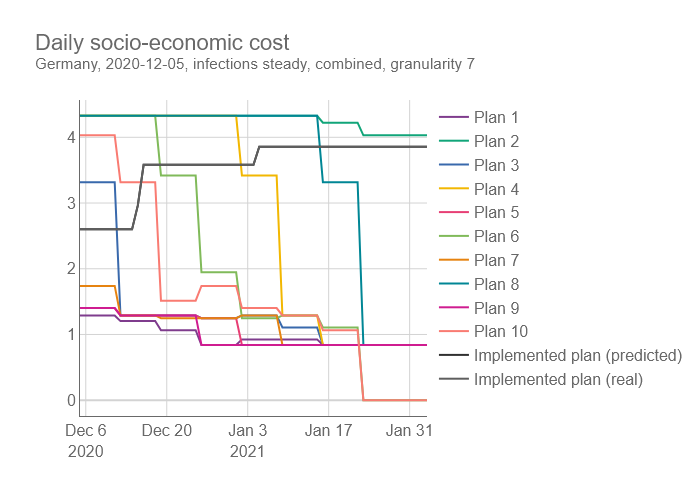 Daily socio-economic cost
Germany, 2020-12-05, infections steady, combined, granularity 7
4
3
2
1
0
Dec 6
2020
Dec 20
Jan 3
2021
Jan 17
Jan 31
Plan 1
Plan 2
Plan 3
Plan 4
Plan 5
Plan 6
Plan 7
Plan 8
Plan 9
Plan 10
Implemented plan (predicted)
Implemented plan (real)